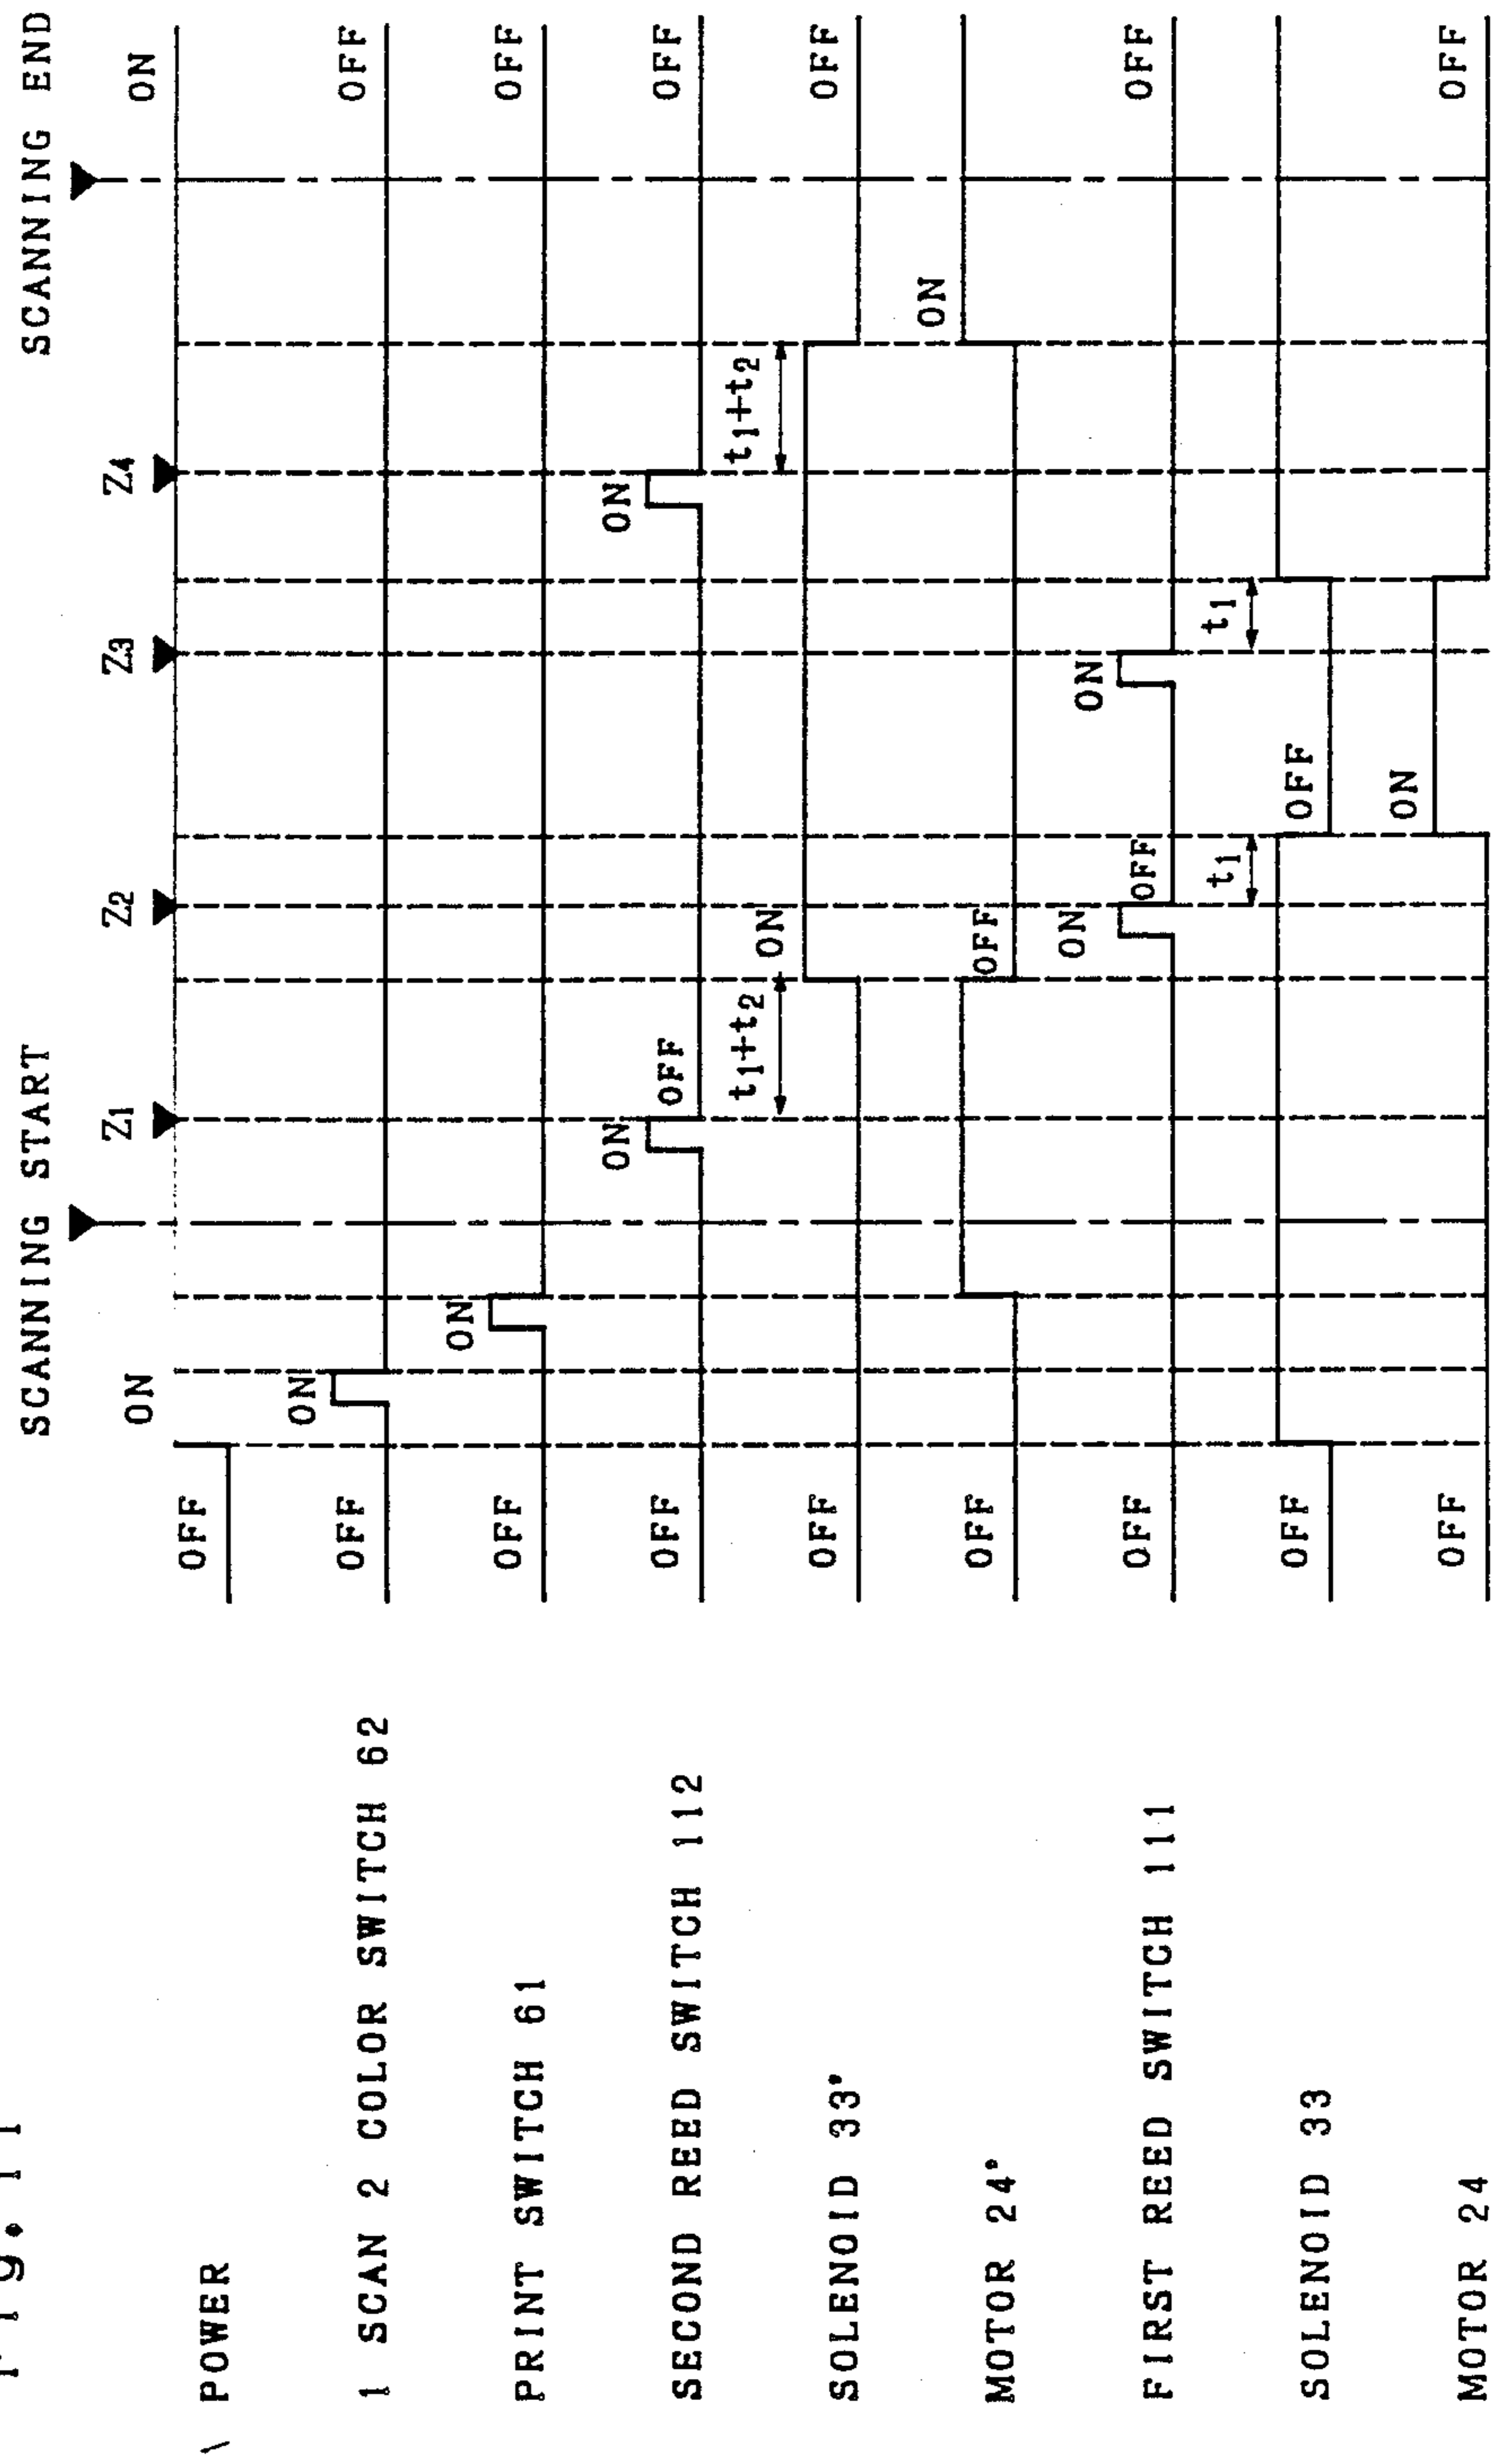 Fig. 11
SCANNING START SCANNING END
ON Z1 Z2 Z3 Z4 ON
POWER OFF
ON
1 SCAN 2 COLOR SWITCH 62 OFF OFF
ON
PRINT SWITCH 61 OFF OFF
ON ON
SECOND REED SWITCH 112 OFF OFF OFF
t1+t2 ON t1+t2
SOLENOID 33' OFF OFF
ON
MOTOR 24' OFF OFF
ON ON
FIRST REED SWITCH 111 OFF OFF OFF
t1 t1
SOLENOID 33 OFF OFF
ON
MOTOR 24 OFF OFF